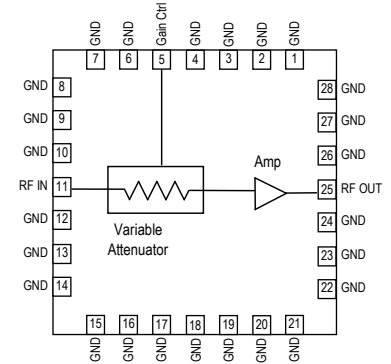 GND GND Gain Ctrl GND GND GND GND
7 6 5 4 3 2 1
GND 8
GND 9
GND 10
RF IN 11
GND 12
GND 13
GND 14
28 GND
27 GND
26 GND
25 RF OUT
24 GND
23 GND
22 GND
Amp
Variable
Attenuator
15 16 17 18 19 20 21
GND GND GND GND GND GND GND